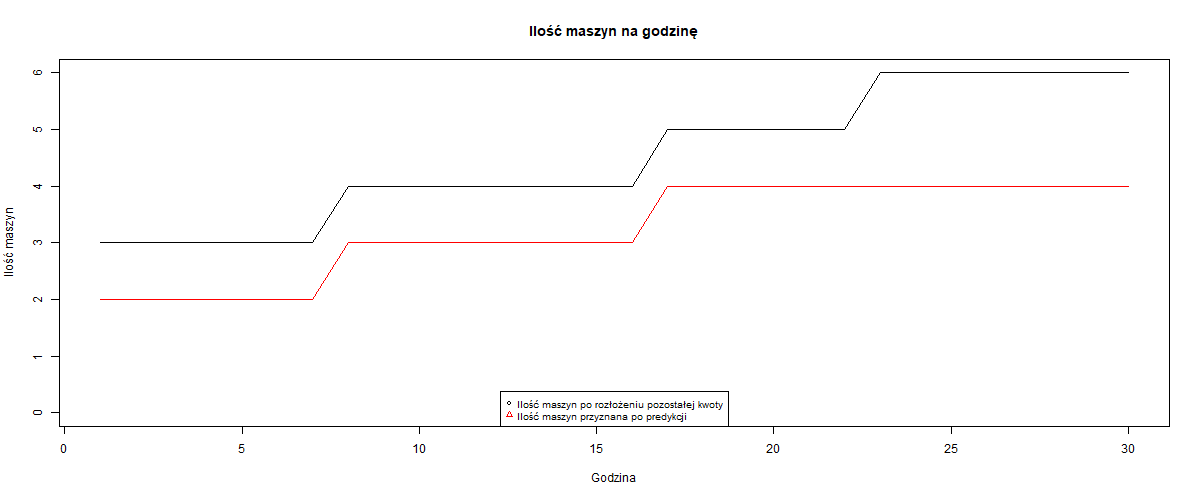 Ilość maszyn na godzinę
Ilość maszyn
6
5
4
3
2
1
0
Ilość maszyn po rozłożeniu pozostałej kwoty
Ilość maszyn przyznana po predykcji
0 5 10 15 20 25 30
Godzina